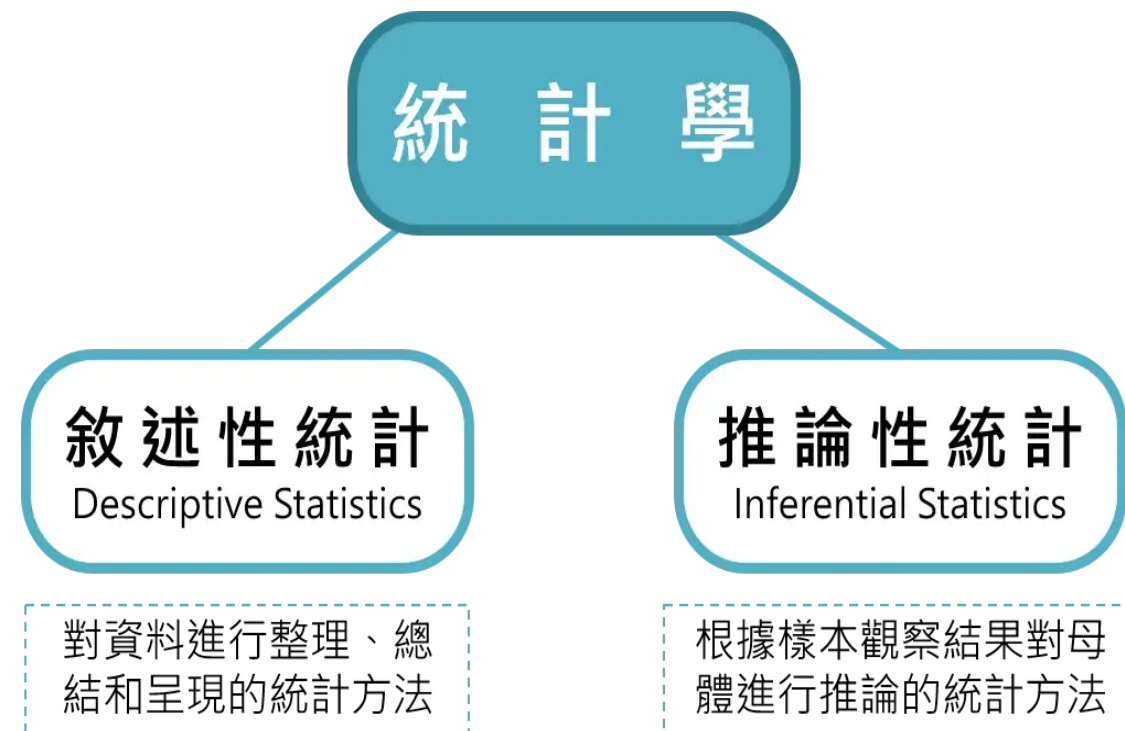 統計學
敘述性統計
Descriptive Statistics
對資料進行整理、總
結和呈現的統計方法
推論性統計
Inferential Statistics
根據樣本觀察結果對母
體進行推論的統計方法